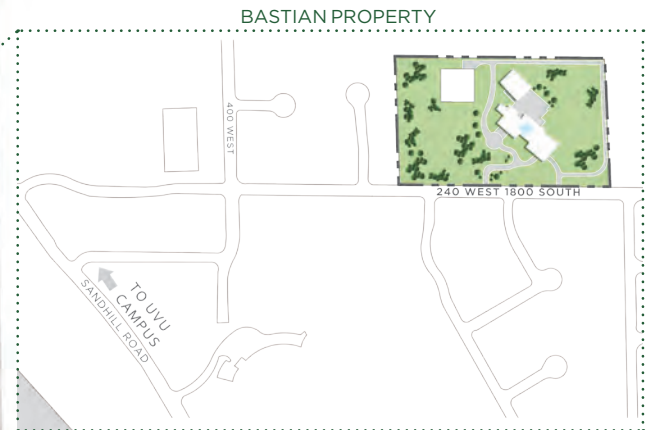 BASTIAN PROPERTY
400 WEST
240 WEST 1800 SOUTH
TO UVU
CAMPUS
SANDHILL ROAD